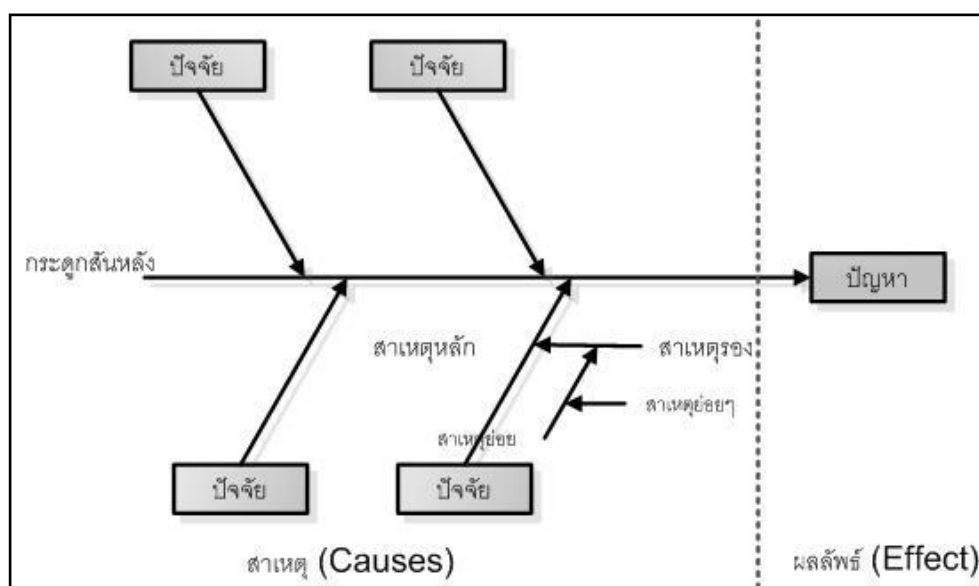 ปัจจัย
ปัจจัย
กระดูกสันหลัง
ปัญหา
สาเหตุหลัก
สาเหตุรอง
สาเหตุย่อยๆ
สาเหตุย่อย
ปัจจัย
ปัจจัย
สาเหตุ (Causes)
ผลลัพธ์ (Effect)